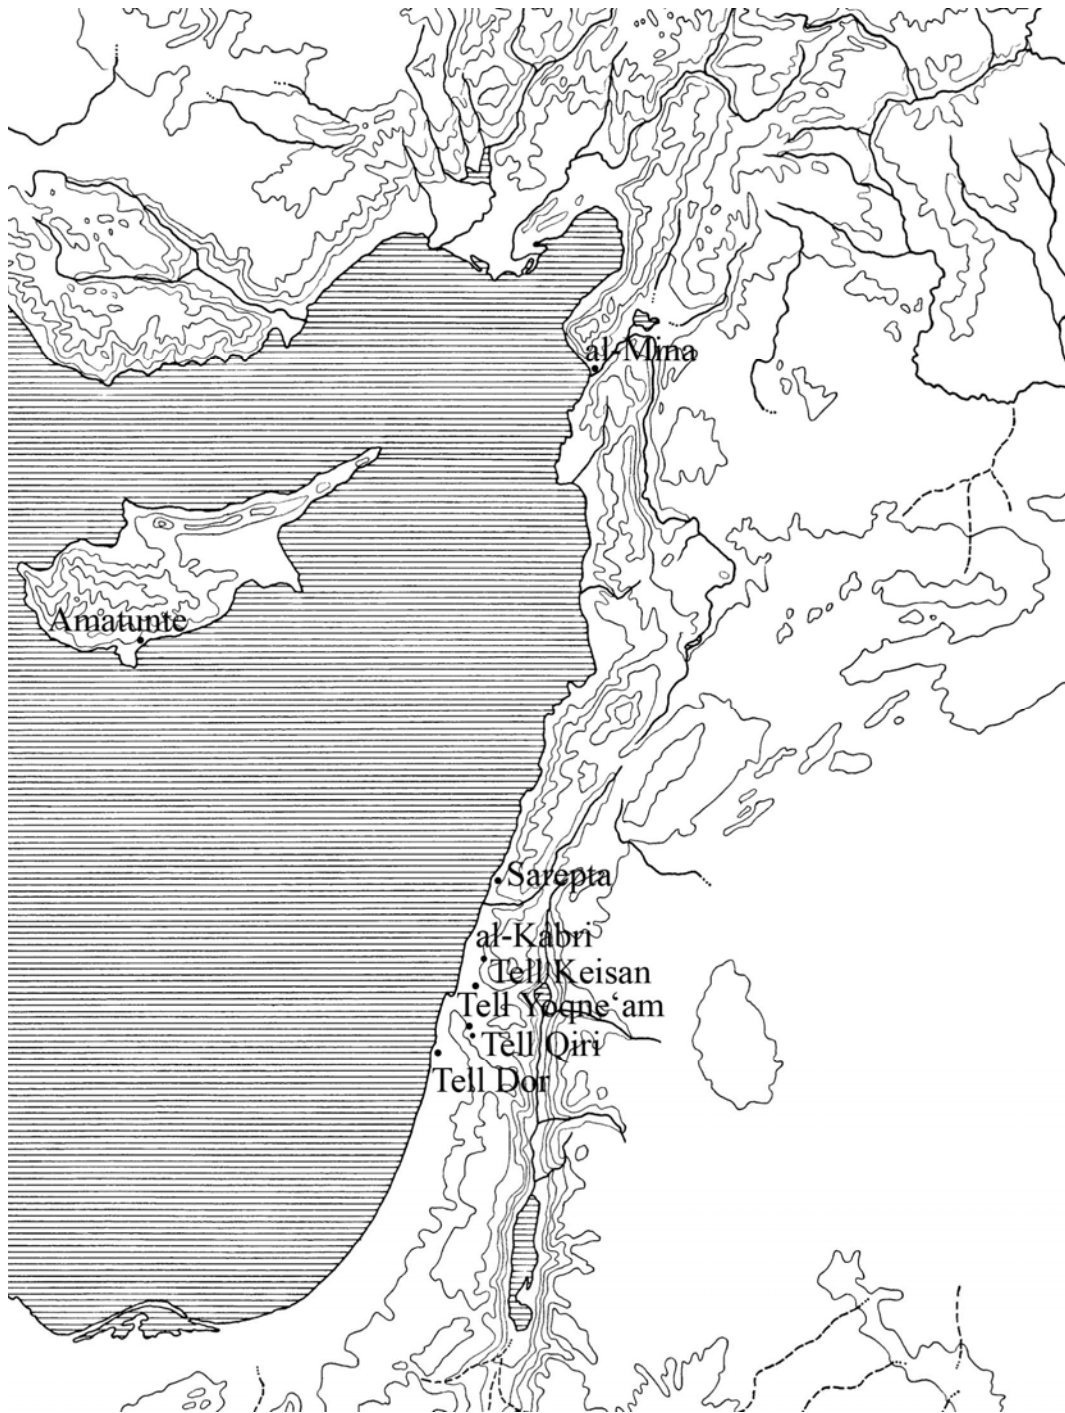 al-Mina
Amatunte
Sarepta
al-Kabri
Tell Keisan
Tell Yoqne‘am
Tell Qiri
Tell Dor